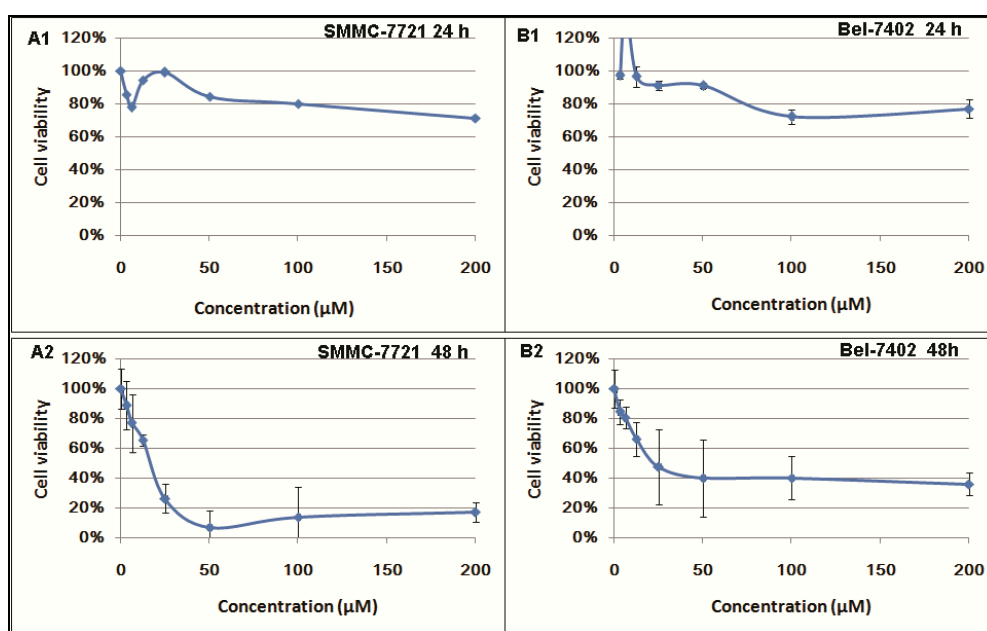 A1 SMMC-7721 24 h
120%
100%
80%
60%
40%
20%
0%
Cell viability
0 50 100 150 200
Concentration (µM)
B1 Bel-7402 24 h
120%
100%
80%
60%
40%
20%
0%
Cell viability
0 50 100 150 200
Concentration (µM)
A2 SMMC-7721 48 h
120%
100%
80%
60%
40%
20%
0%
Cell viability
0 50 100 150 200
Concentration (µM)
B2 Bel-7402 48h
120%
100%
80%
60%
40%
20%
0%
Cell viability
0 50 100 150 200
Concentration (µM)